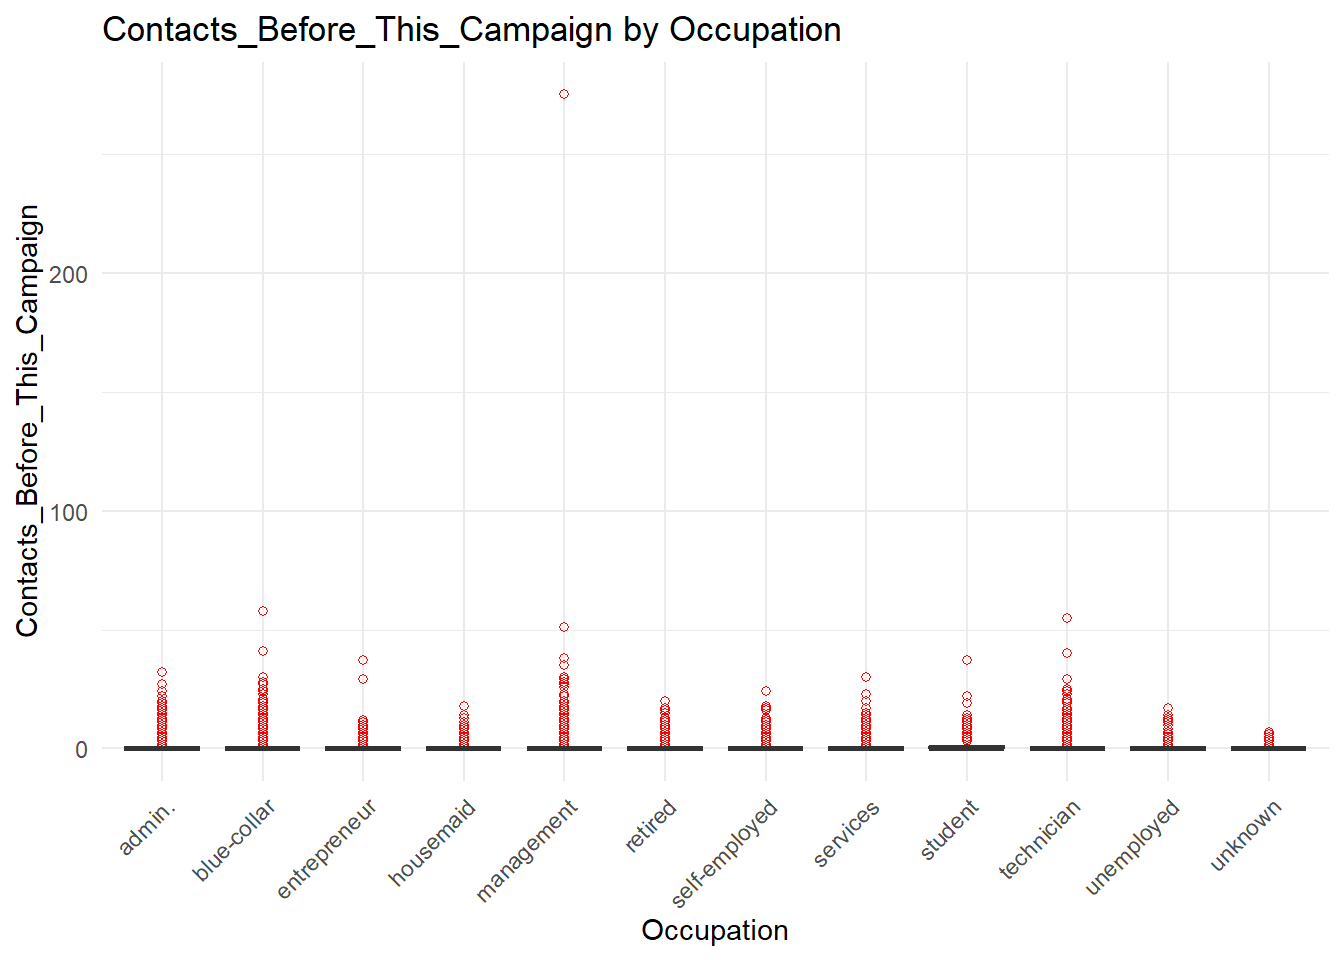 Contacts_Before_This_Campaign by Occupation
Contacts_Before_This_Campaign
200
100
0
admin.
blue-collar
entrepreneur
housemaid
management
retired
self-employed
services
student
technician
unemployed
unknown
Occupation